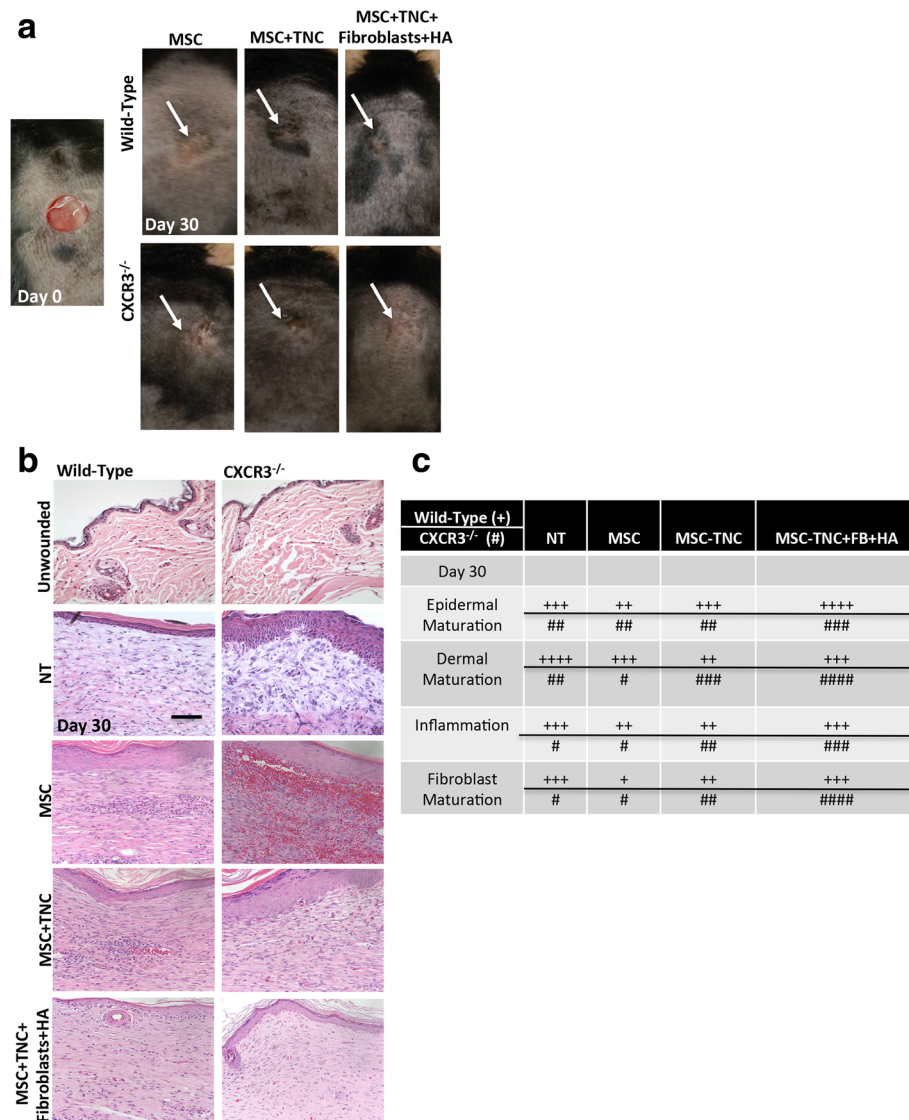 a
MSC
MSC+TNC
MSC+TNC+
Fibroblasts+HA
Wild-Type
Day 30
Day 0
CXCR3-/-
b
Wild-Type
CXCR3-/-
Unwounded
NT
Day 30
MSC
MSC+TNC
MSC+TNC+
Fibroblasts+HA
c
Wild-Type (+)
CXCR3-/- (#)
NT
MSC
MSC-TNC
MSC-TNC+FB+HA
Day 30
Epidermal
Maturation
+++
++
+++
++++
##
##
##
###
Dermal
Maturation
++++
+++
++
+++
##
#
###
####
Inflammation
+++
++
++
+++
#
#
##
###
Fibroblast
Maturation
+++
+
++
+++
#
#
##
####